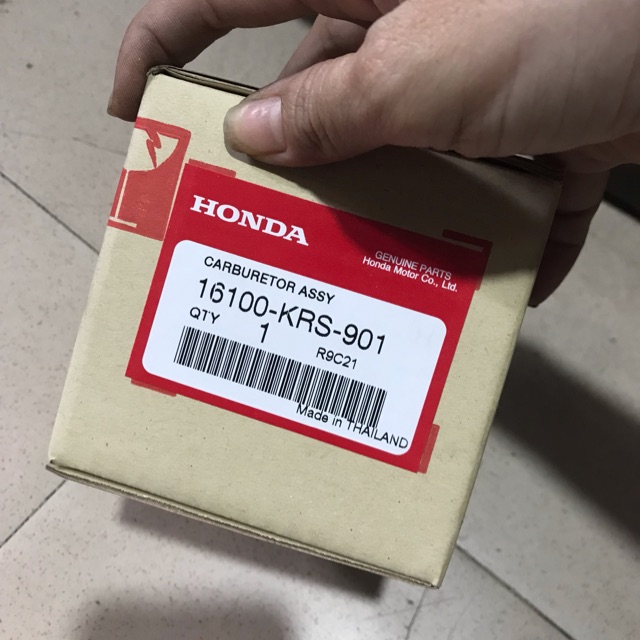 HONDA
GENUINE PARTS
Honda Motor Co., Ltd.
CARBURETOR ASSY
16100-KRS-901
QTY 1 R9C21
Made in THAILAND